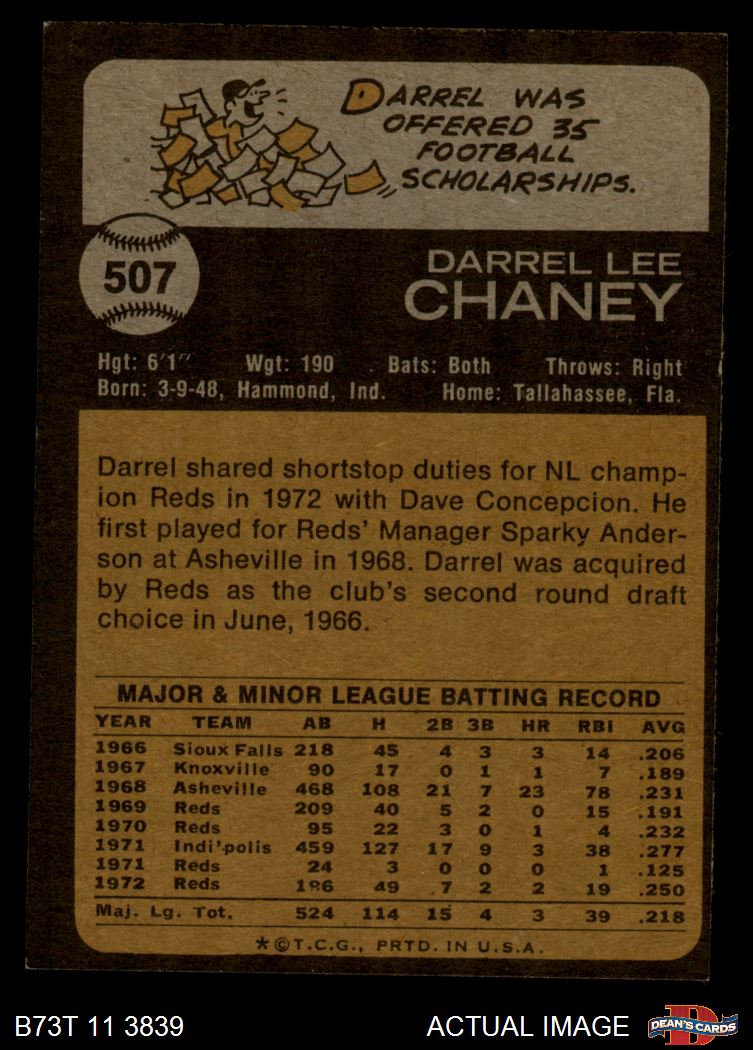 DARREL WAS
OFFERED 35
FOOTBALL
SCHOLARSHIPS.
507
DARREL LEE
CHANEY
Hgt: 6'1" Wgt: 190 Bats: Both Throws: Right
Born: 3-9-48, Hammond, Ind. Home: Tallahassee, Fla.
Darrel shared shortstop duties for NL champ-
ion Reds in 1972 with Dave Concepcion. He
first played for Reds' Manager Sparky Ander-
son at Asheville in 1968. Darrel was acquired
by Reds as the club's second round draft
choice in June, 1966.
MAJOR & MINOR LEAGUE BATTING RECORD
YEAR TEAM AB H 2B 3B HR RBI AVG
1966 Sioux Falls 218 45 4 3 3 14 .206
1967 Knoxville 90 17 0 1 1 7 .189
1968 Asheville 468 108 21 7 23 78 .231
1969 Reds 209 40 5 2 0 15 .191
1970 Reds 95 22 3 0 1 4 .232
1971 Indi'polis 459 127 17 9 3 38 .277
1971 Reds 24 3 0 0 0 1 .125
1972 Reds 196 49 7 2 2 19 .250
Maj. Lg. Tot. 524 114 15 4 3 39 .218
*©T.C.G., PRTD. IN U.S.A.
B73T 11 3839 ACTUAL IMAGE D DEAN'S CARDS